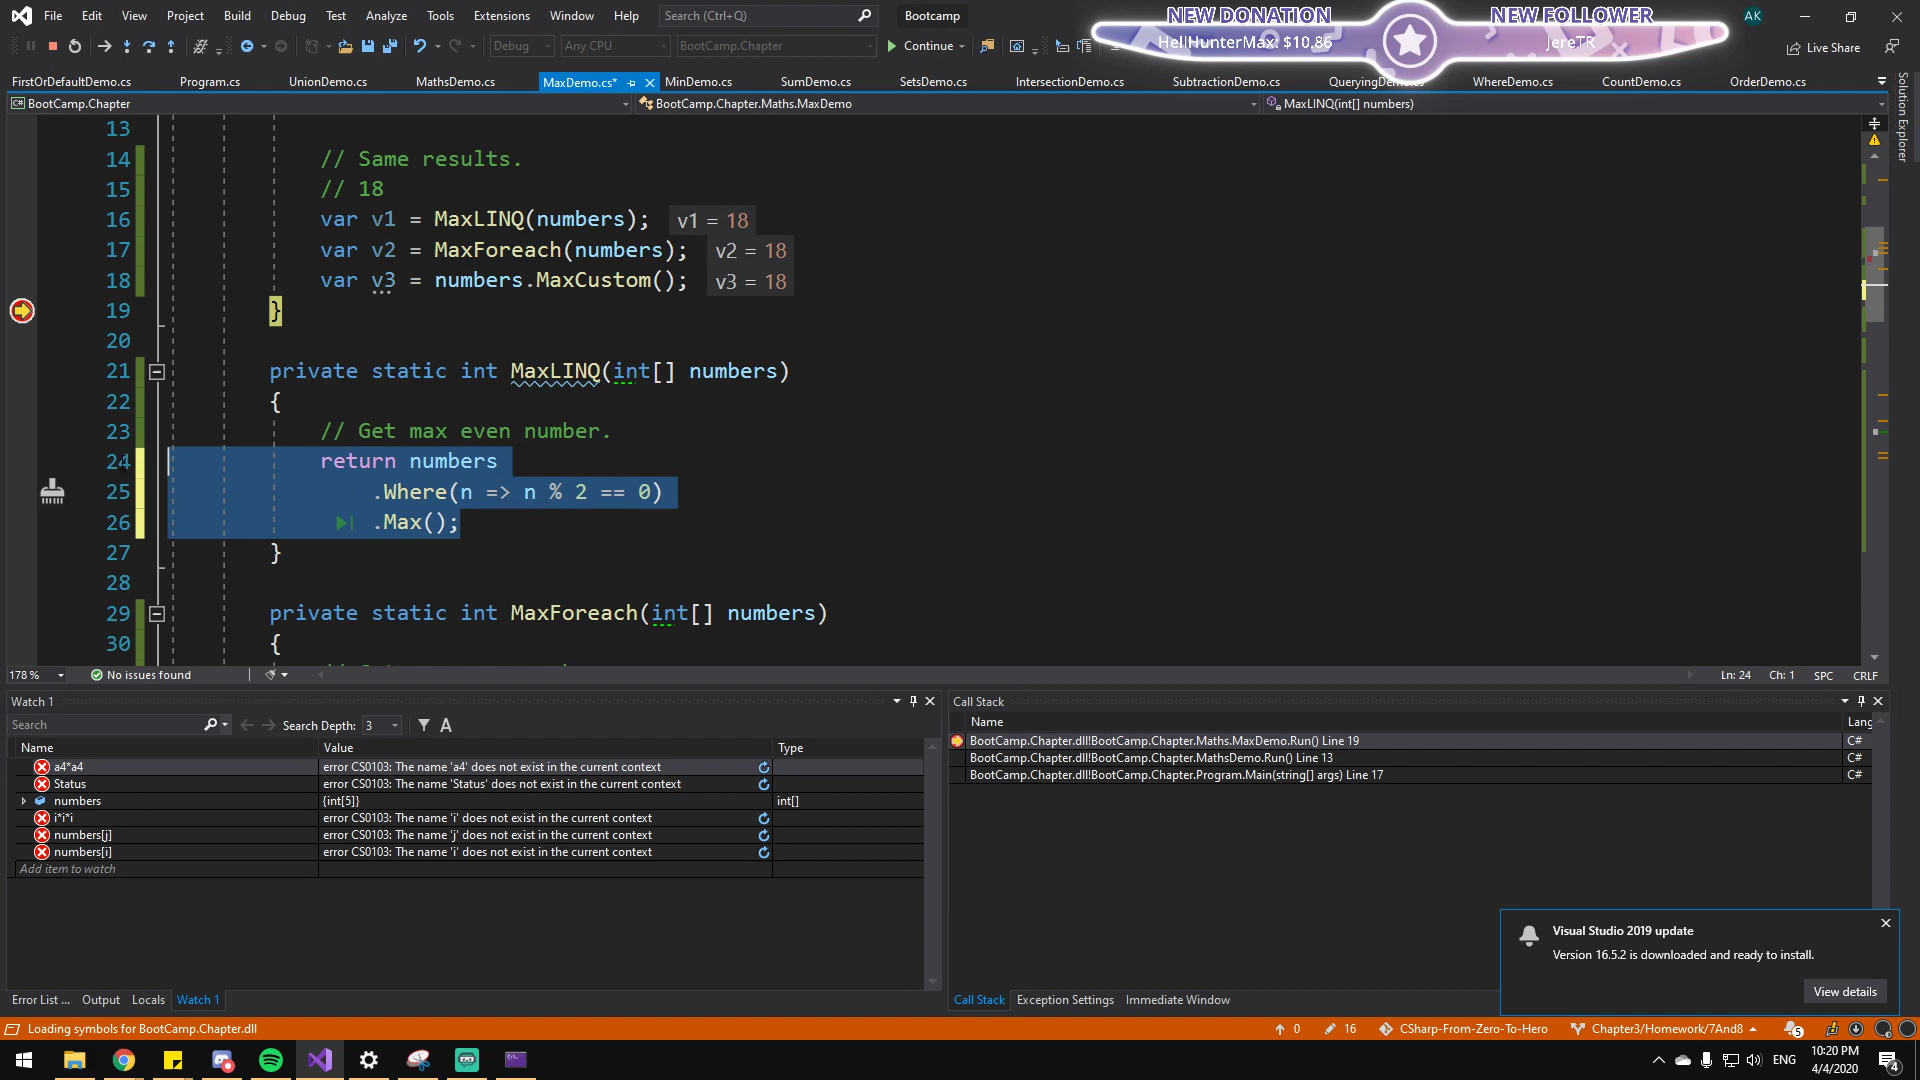 File Edit View Project Build Debug Test Analyze Tools Extensions Window Help Search (Ctrl+Q) Bootcamp
NEW DONATION
HellHunterMax: $10.86
NEW FOLLOWER
JereTR
AK
Debug Any CPU BootCamp.Chapter Continue Live Share
FirstOrDefaultDemo.cs Program.cs UnionDemo.cs MathsDemo.cs MaxDemo.cs* MinDemo.cs SumDemo.cs SetsDemo.cs IntersectionDemo.cs SubtractionDemo.cs QueryingDemo.cs WhereDemo.cs CountDemo.cs OrderDemo.cs
Solution Explorer
C# BootCamp.Chapter BootCamp.Chapter.Maths.MaxDemo MaxLINQ(int[] numbers)
13
14 // Same results.
15 // 18
16 var v1 = MaxLINQ(numbers); v1 = 18
17 var v2 = MaxForeach(numbers); v2 = 18
18 var v3 = numbers.MaxCustom(); v3 = 18
19 }
20
21 private static int MaxLINQ(int[] numbers)
22 {
23 // Get max even number.
24 return numbers
25 .Where(n => n % 2 == 0)
26 .Max();
27 }
28
29 private static int MaxForeach(int[] numbers)
30 {
178 % No issues found Ln: 24 Ch: 1 SPC CRLF
Watch 1
Search Search Depth: 3 A
Name Value Type
a4*a4 error CS0103: The name 'a4' does not exist in the current context
Status error CS0103: The name 'Status' does not exist in the current context
numbers {int[5]} int[]
i*i*i error CS0103: The name 'i' does not exist in the current context
numbers[j] error CS0103: The name 'j' does not exist in the current context
numbers[i] error CS0103: The name 'i' does not exist in the current context
Add item to watch
Call Stack
Name Lang
BootCamp.Chapter.dll!BootCamp.Chapter.Maths.MaxDemo.Run() Line 19 C#
BootCamp.Chapter.dll!BootCamp.Chapter.MathsDemo.Run() Line 13 C#
BootCamp.Chapter.dll!BootCamp.Chapter.Program.Main(string[] args) Line 17 C#
Visual Studio 2019 update
Version 16.5.2 is downloaded and ready to install.
View details
Error List ... Output Locals Watch 1
Call Stack Exception Settings Immediate Window
Loading symbols for BootCamp.Chapter.dll 0 16 CSharp-From-Zero-To-Hero Chapter3/Homework/7And8 5
ENG
10:20 PM
4/4/2020
4